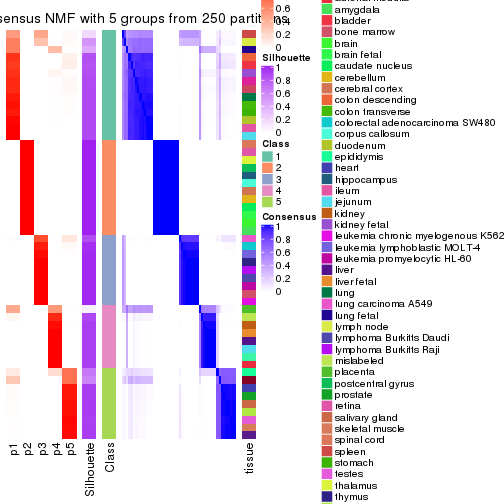 sensus NMF with 5 groups from 250 partitions
p1
p2
p3
p4
p5
Silhouette
Class
tissue
0.6
0.4
0.2
0
Silhouette
1
0.8
0.6
0.4
0.2
0
Class
1
2
3
4
5
Consensus
1
0.8
0.6
0.4
0.2
0
amygdala
bladder
bone marrow
brain
brain fetal
caudate nucleus
cerebellum
cerebral cortex
colon descending
colon transverse
colorectal adenocarcinoma SW480
corpus callosum
duodenum
epididymis
heart
hippocampus
ileum
jejunum
kidney
kidney fetal
leukemia chronic myelogenous K562
leukemia lymphoblastic MOLT-4
leukemia promyelocytic HL-60
liver
liver fetal
lung
lung carcinoma A549
lung fetal
lymph node
lymphoma Burkitts Daudi
lymphoma Burkitts Raji
mislabeled
placenta
postcentral gyrus
prostate
retina
salivary gland
skeletal muscle
spinal cord
spleen
stomach
testes
thalamus
thymus